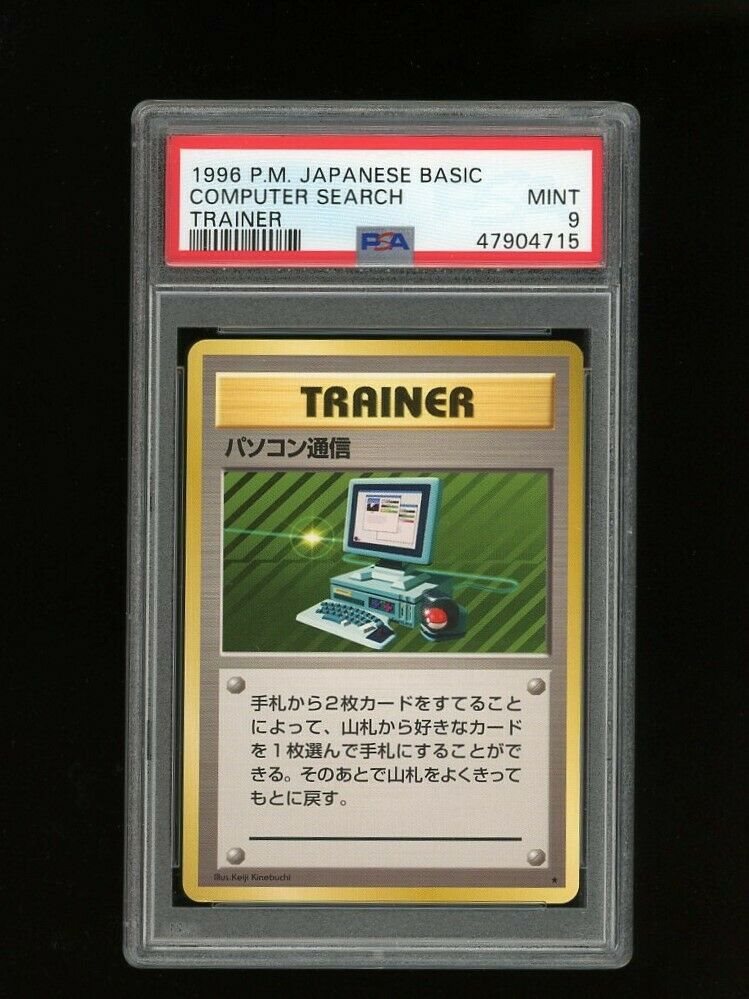 1996 P.M. JAPANESE BASIC
COMPUTER SEARCH MINT
TRAINER 9
PSA 47904715
TRAINER
パソコン通信
手札から2枚カードをすてること
によって、山札から好きなカード
を1枚選んで手札にすることがで
きる。そのあとで山札をよくきって
もとに戻す。
Illus.Keiji Kinebuchi